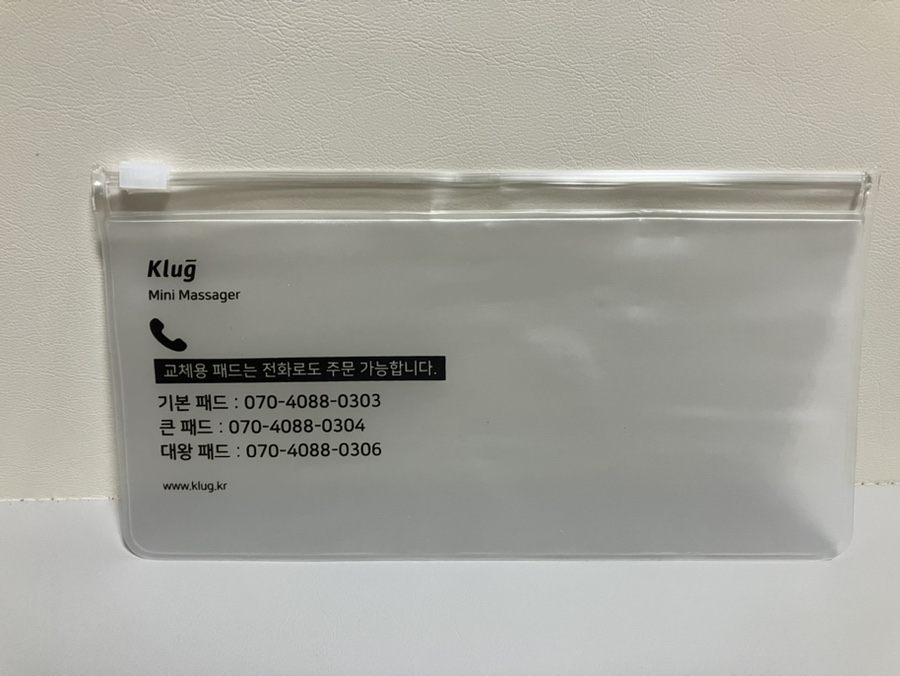 Klug
Mini Massager
교체용 패드는 전화로도 주문 가능합니다.
기본 패드 : 070-4088-0303
큰 패드 : 070-4088-0304
대왕 패드 : 070-4088-0306
www.klug.kr